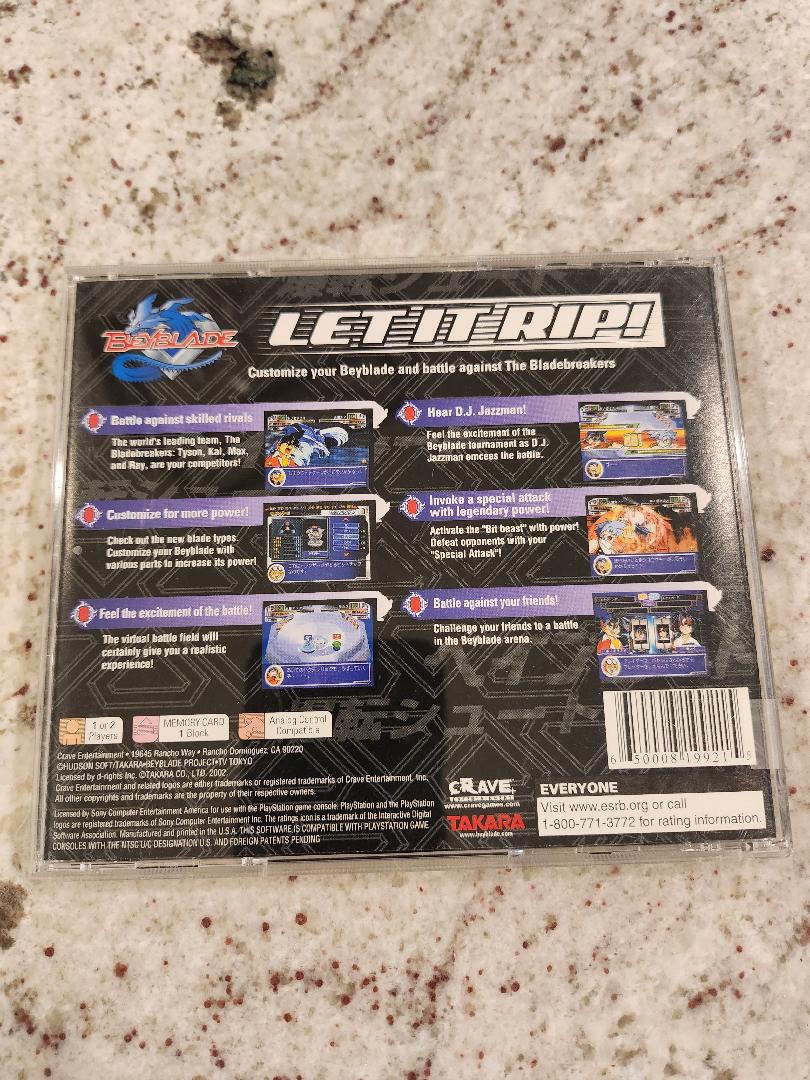 BEYBLADE
LET IT RIP!
Customize your Beyblade and battle against The Bladebreakers
Battle against skilled rivals
The world's leading team, The
Bladebreakers: Tyson, Kai, Max,
and Ray, are your competitors!
Hear D.J. Jazzman!
Feel the excitement of the
Beyblade tournament as D.J.
Jazzman emcees the battle.
Customize for more power!
Check out the new blade types.
Customize your Beyblade with
various parts to increase its power!
Invoke a special attack
with legendary power!
Activate the "Bit beast" with power!
Defeat opponents with your
"Special Attack"!
Feel the excitement of the battle!
The virtual battle field will
certainly give you a realistic
experience!
Battle against your friends!
Challenge your friends to a battle
in the Beyblade arena.
転シュート
1 or 2
Players
MEMORY CARD
1 Block
Analog Control
Compatible
6 50008 19921 5
Crave Entertainment • 19645 Rancho Way • Rancho Dominguez, CA 90220
©HUDSON SOFT/TAKARA•BEYBLADE PROJECT•TV TOKYO
Licensed by d-rights Inc. ©TAKARA CO., LTD. 2002
Crave Entertainment and related logos are either trademarks or registered trademarks of Crave Entertainment, Inc.
All other copyrights and trademarks are the property of their respective owners.
Licensed by Sony Computer Entertainment America for use with the PlayStation game console. PlayStation and the PlayStation
logos are registered trademarks of Sony Computer Entertainment Inc. The ratings icon is a trademark of the Interactive Digital
Software Association. Manufactured and printed in the U.S.A. THIS SOFTWARE IS COMPATIBLE WITH PLAYSTATION GAME
CONSOLES WITH THE NTSC U/C DESIGNATION U.S. AND FOREIGN PATENTS PENDING
CRAVE
ENTERTAINMENT
www.cravegames.com
TAKARA
www.beyblade.com
EVERYONE
Visit www.esrb.org or call
1-800-771-3772 for rating information.